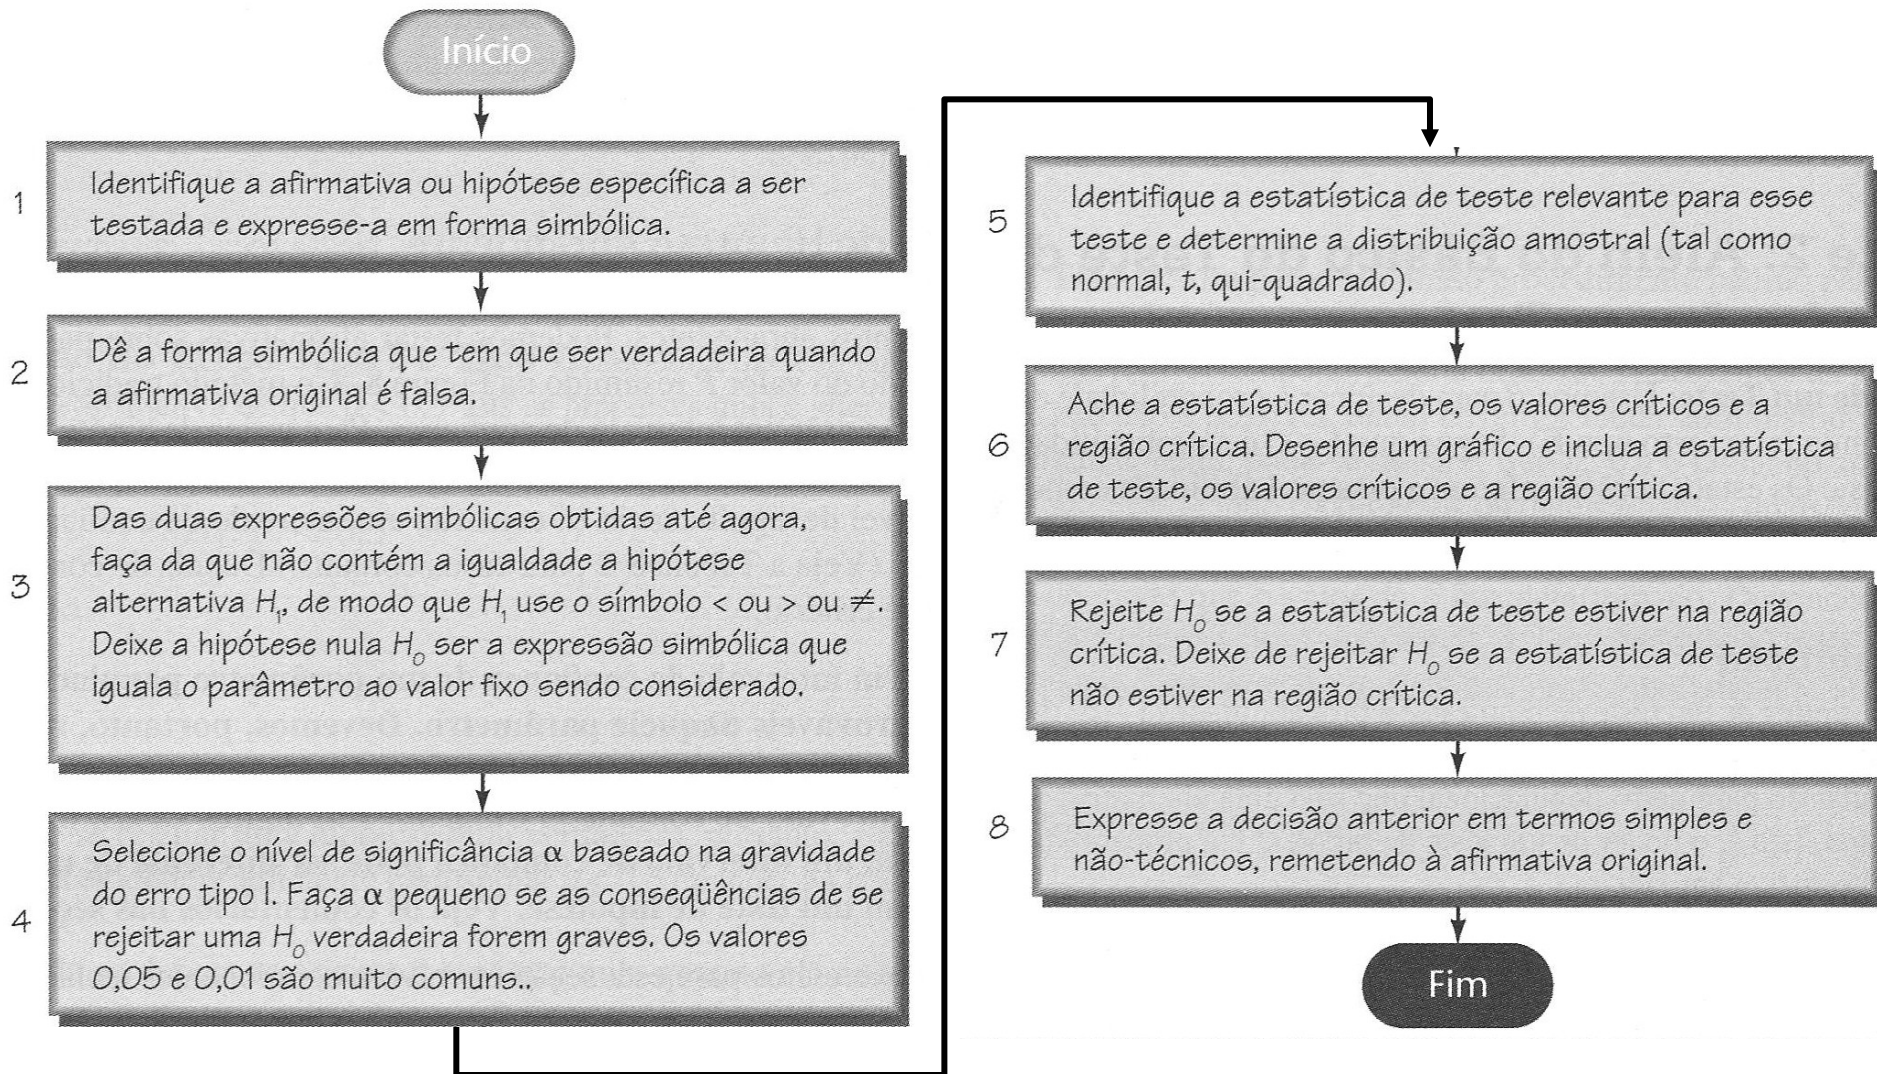 Início
1
Identifique a afirmativa ou hipótese específica a ser
testada e expresse-a em forma simbólica.
2
Dê a forma simbólica que tem que ser verdadeira quando
a afirmativa original é falsa.
3
Das duas expressões simbólicas obtidas até agora,
faça da que não contém a igualdade a hipótese
alternativa H₁, de modo que H₁ use o símbolo < ou > ou ≠.
Deixe a hipótese nula H₀ ser a expressão simbólica que
iguala o parâmetro ao valor fixo sendo considerado.
4
Selecione o nível de significância α baseado na gravidade
do erro tipo I. Faça α pequeno se as conseqüências de se
rejeitar uma H₀ verdadeira forem graves. Os valores
0,05 e 0,01 são muito comuns..
5
Identifique a estatística de teste relevante para esse
teste e determine a distribuição amostral (tal como
normal, t, qui-quadrado).
6
Ache a estatística de teste, os valores críticos e a
região crítica. Desenhe um gráfico e inclua a estatística
de teste, os valores críticos e a região crítica.
7
Rejeite H₀ se a estatística de teste estiver na região
crítica. Deixe de rejeitar H₀ se a estatística de teste
não estiver na região crítica.
8
Expresse a decisão anterior em termos simples e
não-técnicos, remetendo à afirmativa original.
Fim